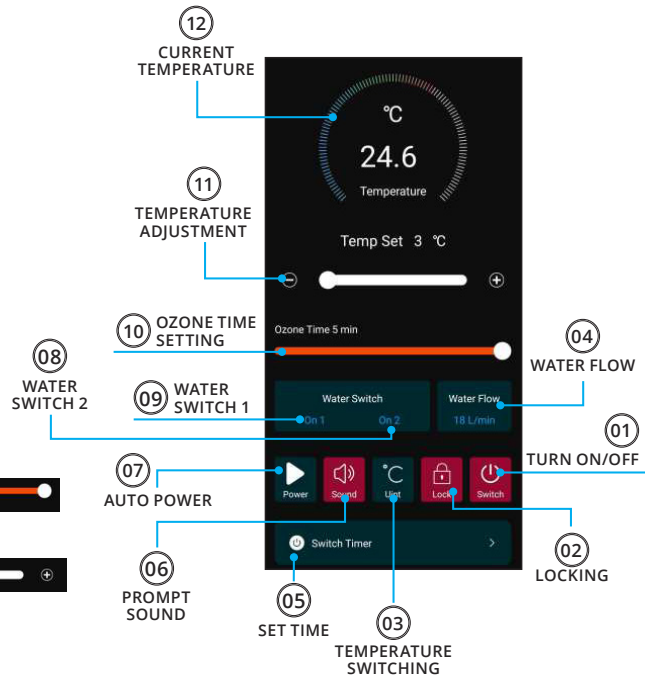 12
CURRENT
TEMPERATURE
°C
24.6
Temperature
11
TEMPERATURE
ADJUSTMENT
Temp Set 3 °C
10 OZONE TIME
SETTING
Ozone Time 5 min
08
WATER
SWITCH 2
09 WATER
SWITCH 1
Water Switch
On 1 On 2
Water Flow
18 L/min
04
WATER FLOW
01
TURN ON/OFF
07
AUTO POWER
Power
Sound
°C
Uint
Lock
Switch
06
PROMPT
SOUND
Switch Timer
05
SET TIME
03
TEMPERATURE
SWITCHING
02
LOCKING